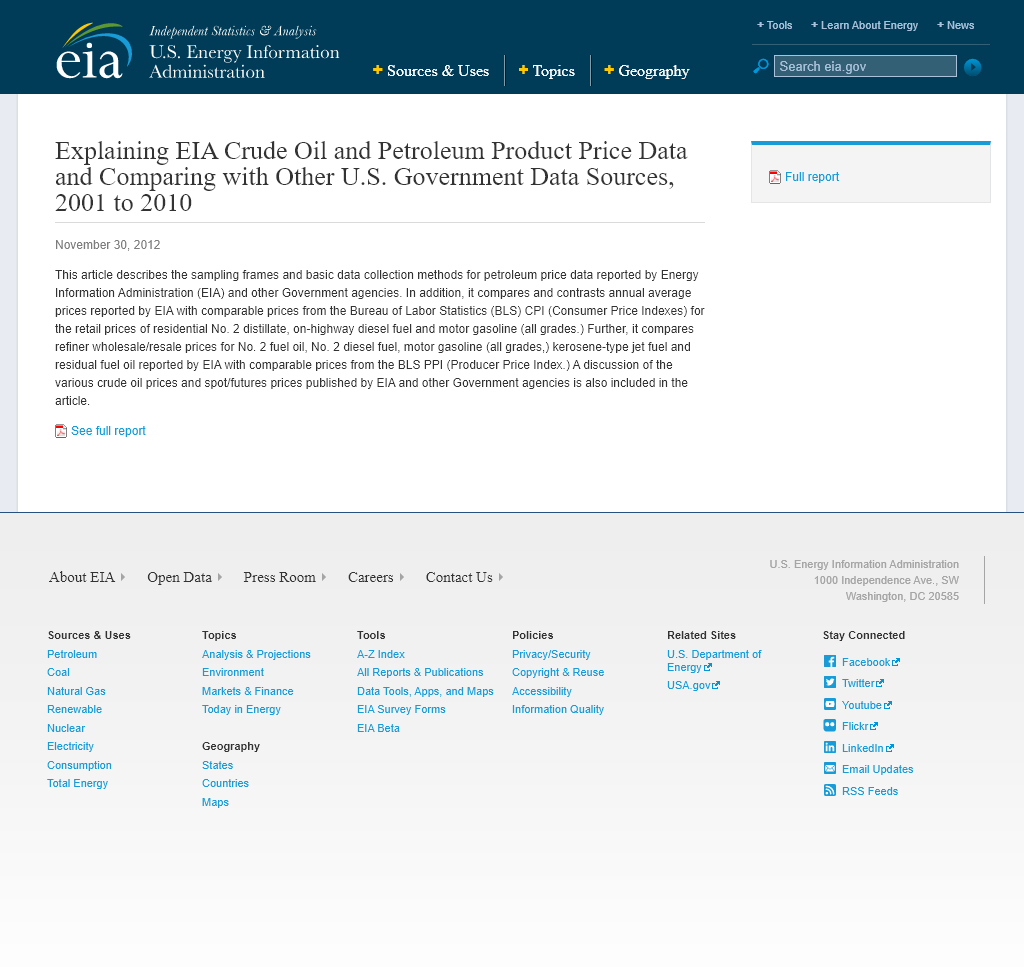 eia
Independent Statistics & Analysis
U.S. Energy Information
Administration
+ Sources & Uses
+ Topics
+ Geography
+ Tools
+ Learn About Energy
+ News
Search eia.gov
Explaining EIA Crude Oil and Petroleum Product Price Data
and Comparing with Other U.S. Government Data Sources,
2001 to 2010
November 30, 2012
This article describes the sampling frames and basic data collection methods for petroleum price data reported by Energy
Information Administration (EIA) and other Government agencies. In addition, it compares and contrasts annual average
prices reported by EIA with comparable prices from the Bureau of Labor Statistics (BLS) CPI (Consumer Price Indexes) for
the retail prices of residential No. 2 distillate, on-highway diesel fuel and motor gasoline (all grades.) Further, it compares
refiner wholesale/resale prices for No. 2 fuel oil, No. 2 diesel fuel, motor gasoline (all grades,) kerosene-type jet fuel and
residual fuel oil reported by EIA with comparable prices from the BLS PPI (Producer Price Index.) A discussion of the
various crude oil prices and spot/futures prices published by EIA and other Government agencies is also included in the
article.
See full report
Full report
About EIA
Open Data
Press Room
Careers
Contact Us
U.S. Energy Information Administration
1000 Independence Ave., SW
Washington, DC 20585
Sources & Uses
Petroleum
Coal
Natural Gas
Renewable
Nuclear
Electricity
Consumption
Total Energy
Topics
Analysis & Projections
Environment
Markets & Finance
Today in Energy
Geography
States
Countries
Maps
Tools
A-Z Index
All Reports & Publications
Data Tools, Apps, and Maps
EIA Survey Forms
EIA Beta
Policies
Privacy/Security
Copyright & Reuse
Accessibility
Information Quality
Related Sites
U.S. Department of
Energy
USA.gov
Stay Connected
Facebook
Twitter
Youtube
Flickr
LinkedIn
Email Updates
RSS Feeds